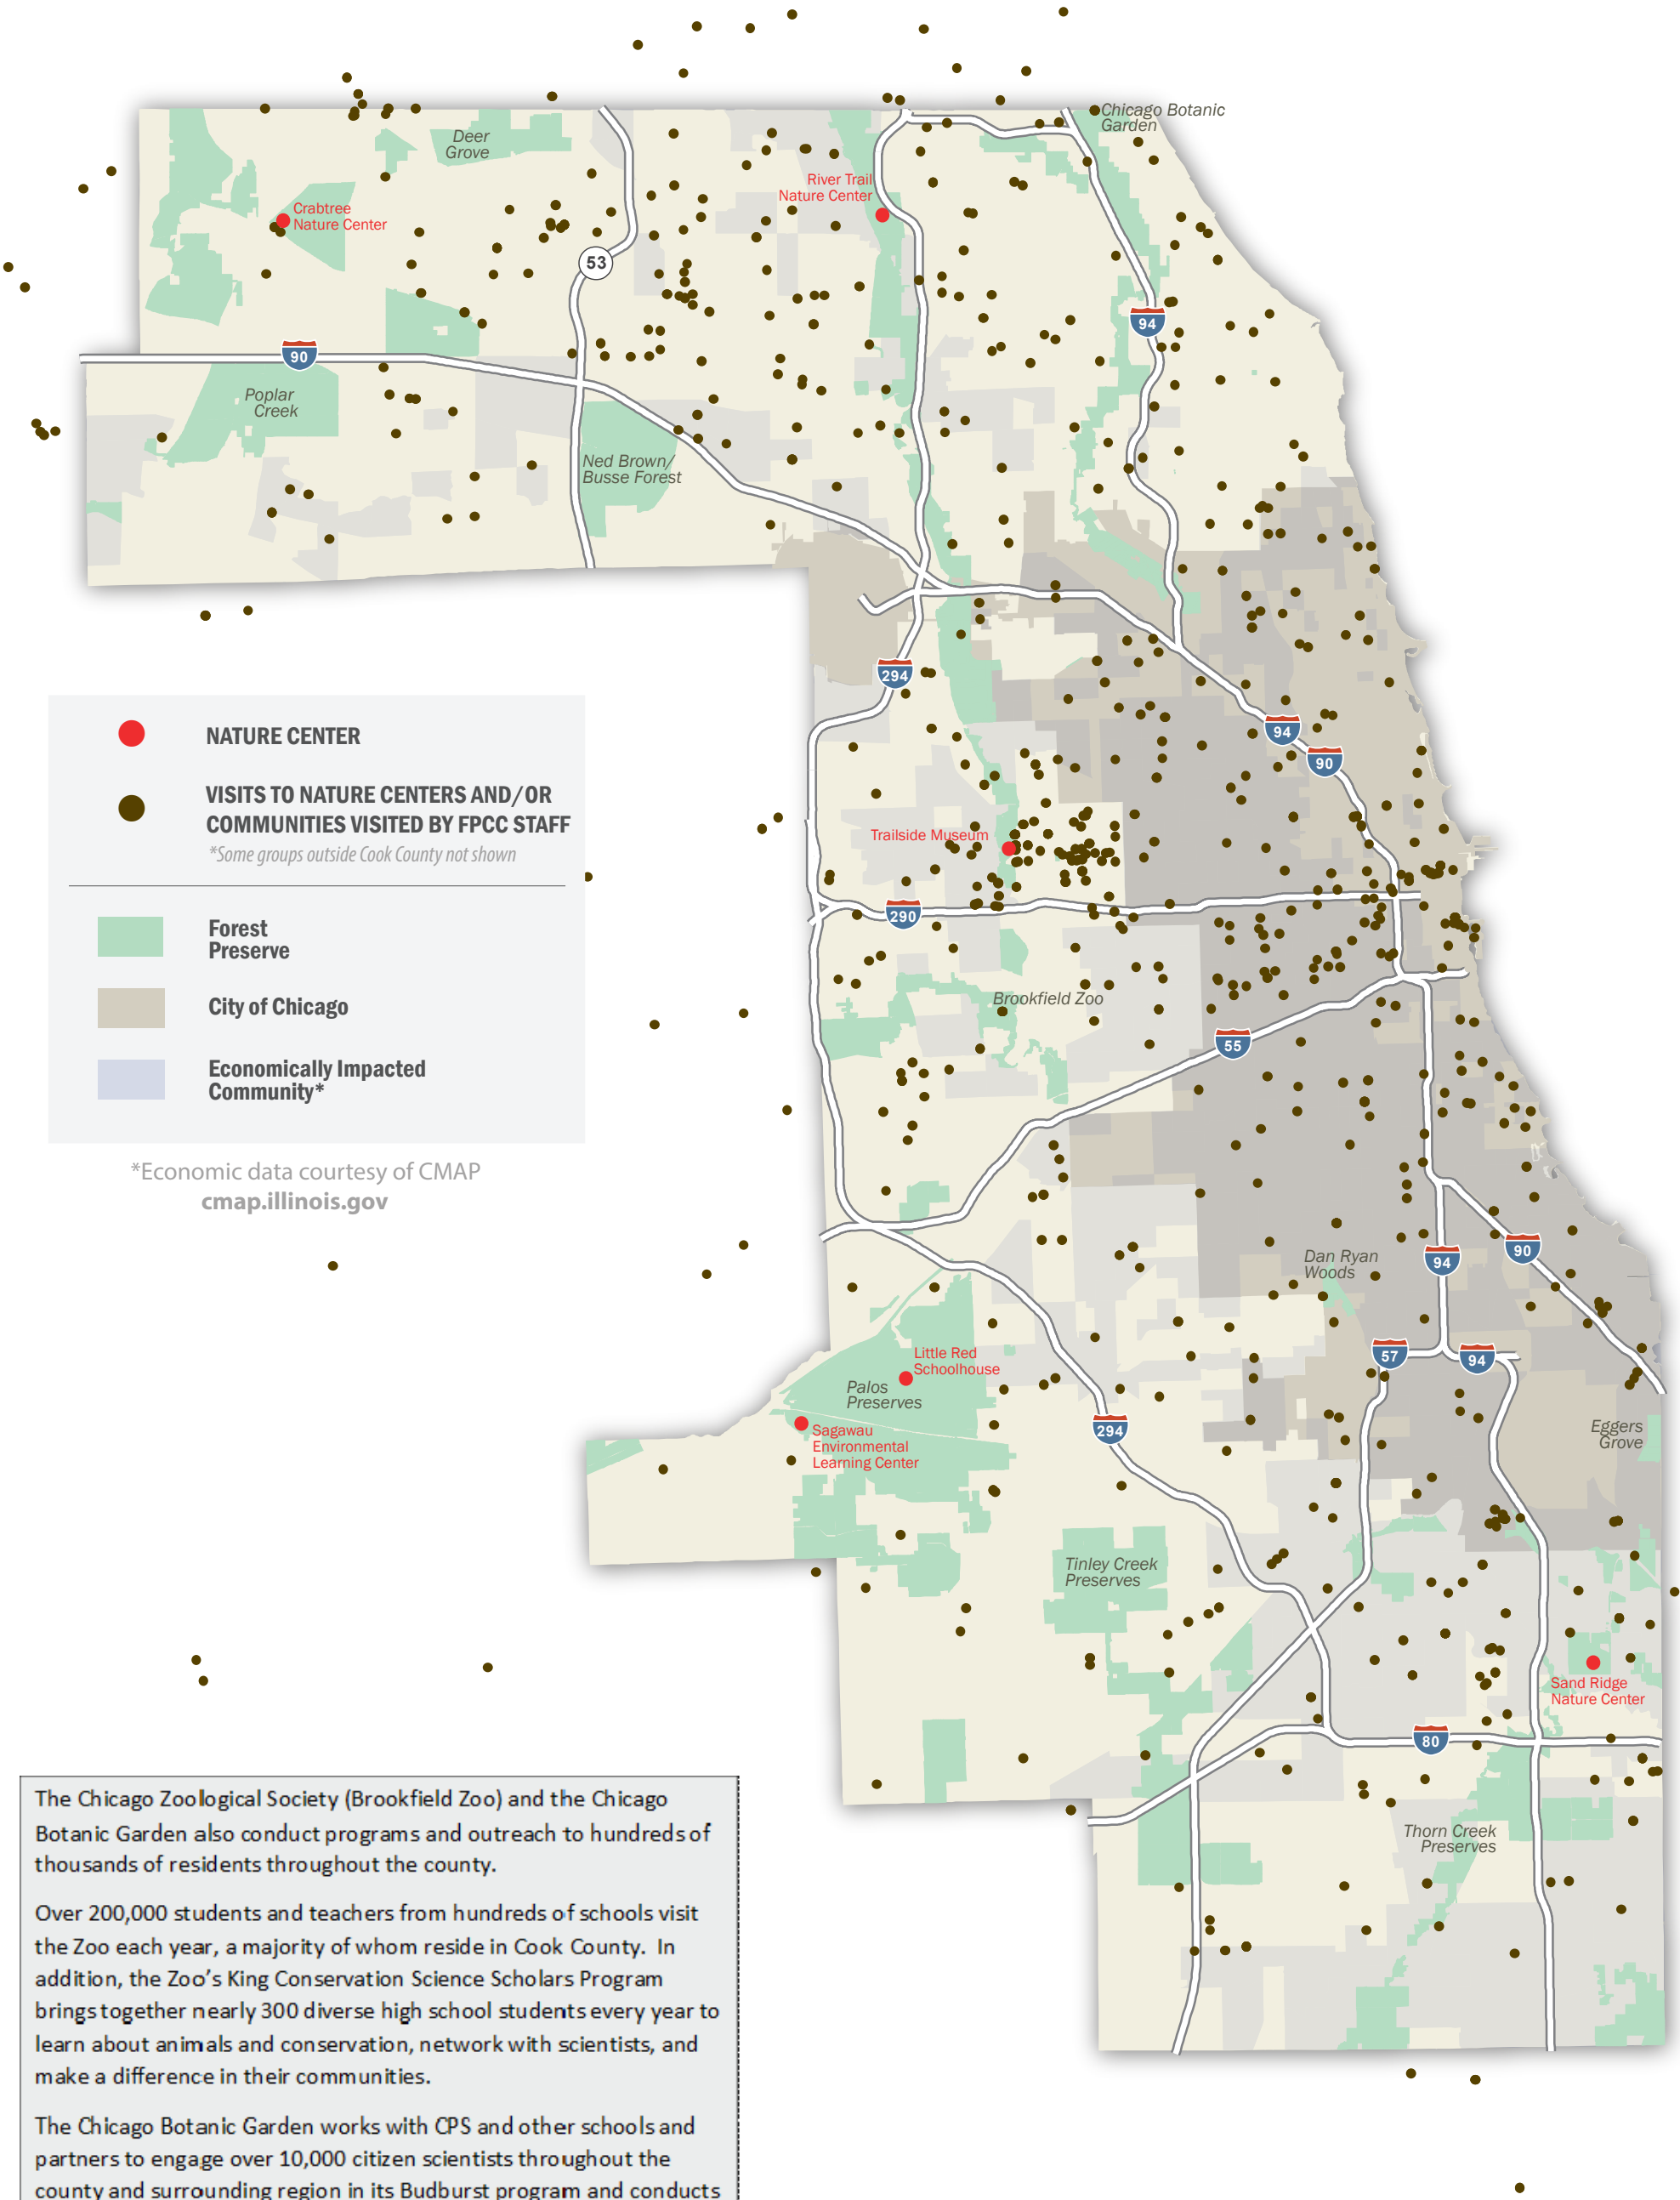 Chicago Botanic
Garden
Deer
Grove
River Trail
Nature Center
Crabtree
Nature Center
53
94
90
Poplar
Creek
Ned Brown/
Busse Forest
294
94
90
NATURE CENTER
VISITS TO NATURE CENTERS AND/OR
COMMUNITIES VISITED BY FPCC STAFF
*Some groups outside Cook County not shown
Forest
Preserve
City of Chicago
Economically Impacted
Community*
*Economic data courtesy of CMAP
cmap.illinois.gov
Trailside Museum
290
Brookfield Zoo
55
Dan Ryan
Woods
94
90
57
94
Little Red
Schoolhouse
Palos
Preserves
Sagawau
Environmental
Learning Center
294
Eggers
Grove
Tinley Creek
Preserves
Sand Ridge
Nature Center
80
Thorn Creek
Preserves
The Chicago Zoological Society (Brookfield Zoo) and the Chicago
Botanic Garden also conduct programs and outreach to hundreds of
thousands of residents throughout the county.
Over 200,000 students and teachers from hundreds of schools visit
the Zoo each year, a majority of whom reside in Cook County. In
addition, the Zoo's King Conservation Science Scholars Program
brings together nearly 300 diverse high school students every year to
learn about animals and conservation, network with scientists, and
make a difference in their communities.
The Chicago Botanic Garden works with CPS and other schools and
partners to engage over 10,000 citizen scientists throughout the
county and surrounding region in its Budburst program and conducts